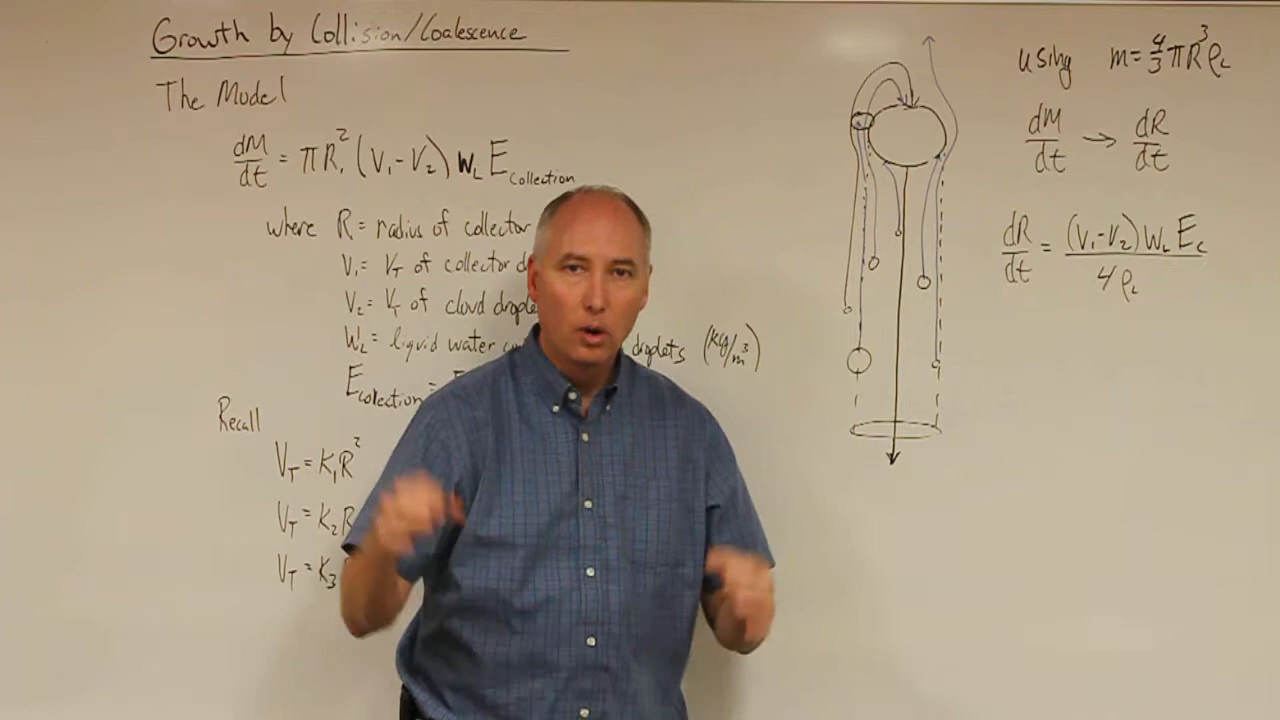 Growth by Collision/Coalescence
The Model
dM/dt = πR₁² (V₁-V₂) W_L E_collection
where R = radius of collector
V₁ = V_T of collector
V₂ = V_T of cloud
W_L = liquid water droplets (kg/m³)
E_collection =
Recall
V_T = K₁R²
V_T = K₂R
V_T = K₃
using m = 4/3 πR³ρ_L
dM/dt → dR/dt
dR/dt = (V₁-V₂) W_L E_c / 4ρ_L